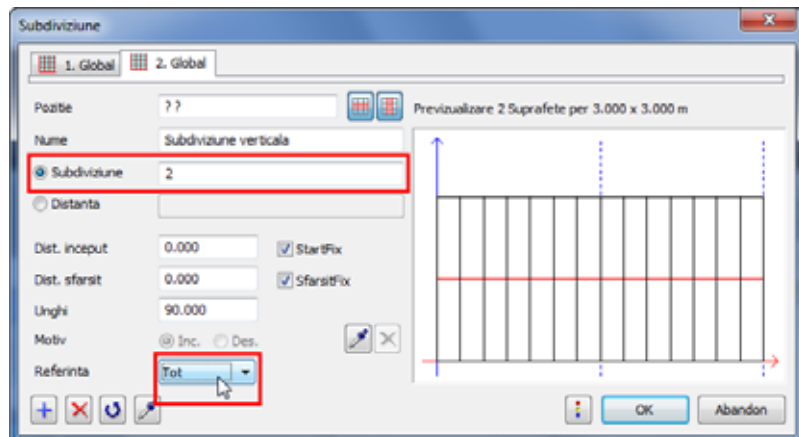 Subdiviziune
1. Global 2. Global
Pozitie ? ?
Previzualizare 2 Suprafete per 3.000 x 3.000 m
Nume Subdiviziune verticala
Subdiviziune 2
Distanta
Dist. inceput 0.000 StartFix
Dist. sfarsit 0.000 SfarsitFix
Unghi 90.000
Motiv Inc. Des.
Referinta Tot
OK Abandon